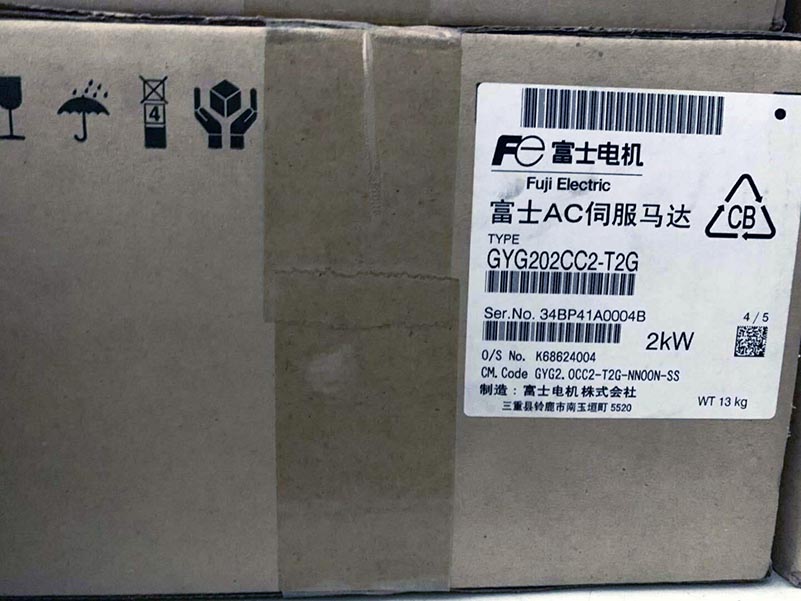 4
Fe 富士电机
Fuji Electric
富士AC伺服马达
CB
TYPE
GYG202CC2-T2G
Ser.No. 34BP41A0004B
4 / 5
2kW
O/S No. K68624004
CM.Code GYG2.0CC2-T2G-NN00N-SS
制造：富士电机株式会社
WT 13 kg
三重县铃鹿市南玉垣町 5520